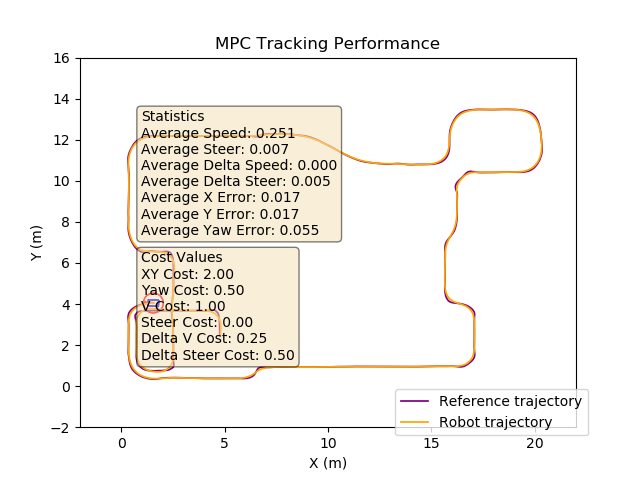 MPC Tracking Performance
Y (m)
16
14
12
10
8
6
4
2
0
−2
Statistics
Average Speed: 0.251
Average Steer: 0.007
Average Delta Speed: 0.000
Average Delta Steer: 0.005
Average X Error: 0.017
Average Y Error: 0.017
Average Yaw Error: 0.055
Cost Values
XY Cost: 2.00
Yaw Cost: 0.50
V Cost: 1.00
Steer Cost: 0.00
Delta V Cost: 0.25
Delta Steer Cost: 0.50
Reference trajectory
Robot trajectory
0 5 10 15 20
X (m)